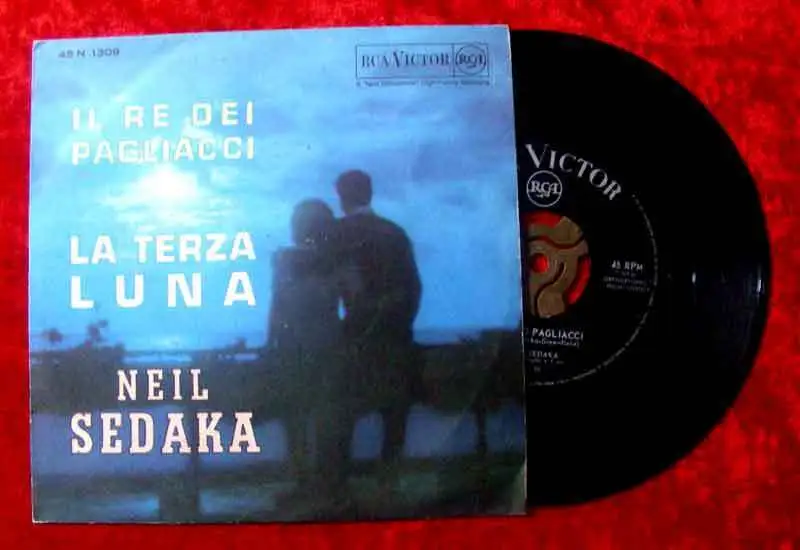 45 N 1309
RCA VICTOR RCA
IL RE DEI
PAGLIACCI
LA TERZA
LUNA
NEIL
SEDAKA
VICTOR
RCA
45 RPM
PAGLIACCI
SEDAKA